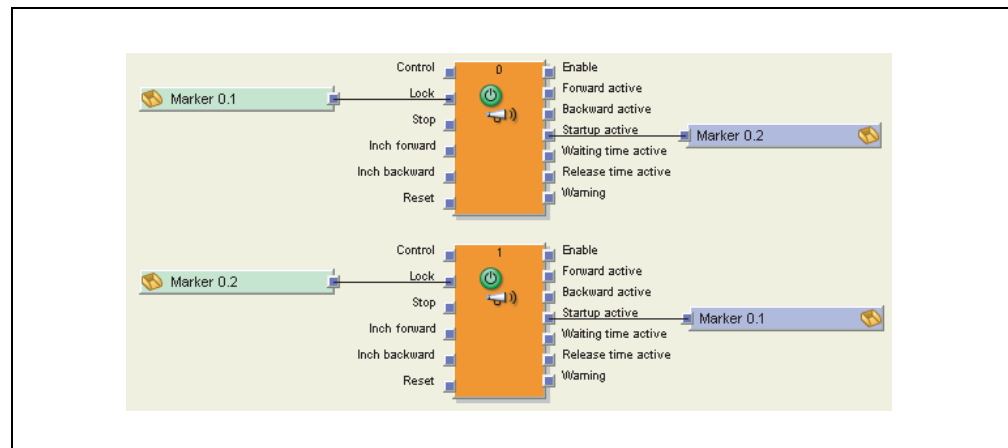 Control
Lock
Stop
Inch forward
Inch backward
Reset
Marker 0.1
0
Enable
Forward active
Backward active
Startup active
Waiting time active
Release time active
Warning
Marker 0.2
Control
Lock
Stop
Inch forward
Inch backward
Reset
Marker 0.2
1
Enable
Forward active
Backward active
Startup active
Waiting time active
Release time active
Warning
Marker 0.1